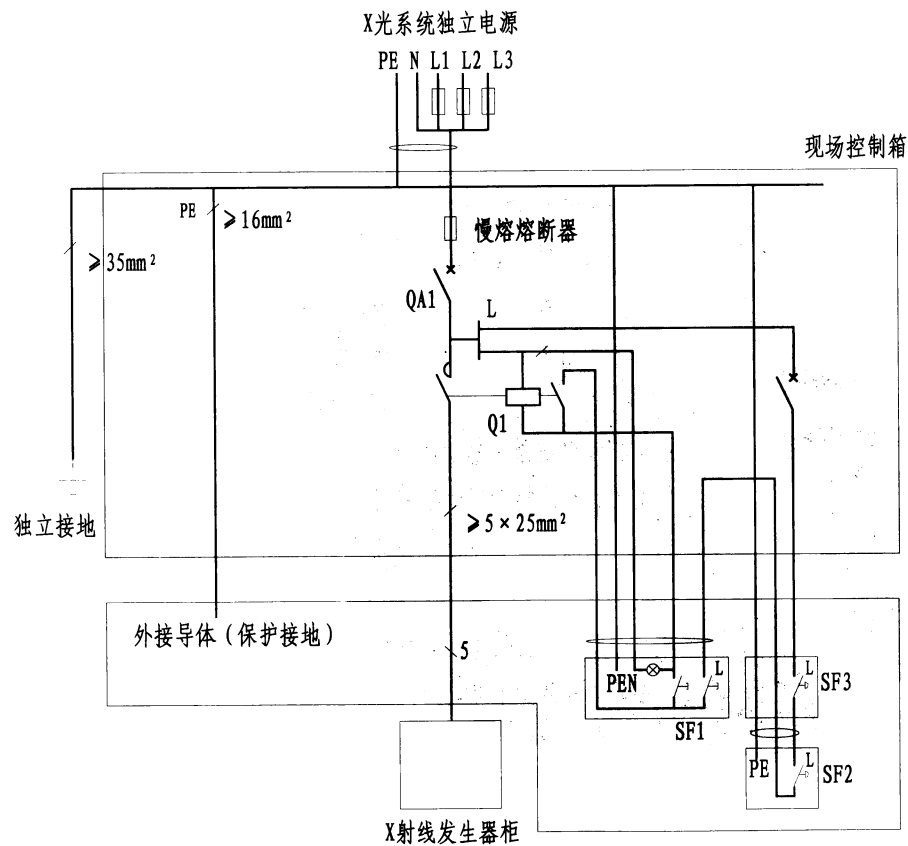 X光系统独立电源
PE N L1 L2 L3
现场控制箱
PE
≥16mm²
慢熔熔断器
≥35mm²
QA1
L
Q1
独立接地
≥5×25mm²
外接导体(保护接地)
5
PEN
L
L
SF3
SF1
PE
L
SF2
X射线发生器柜